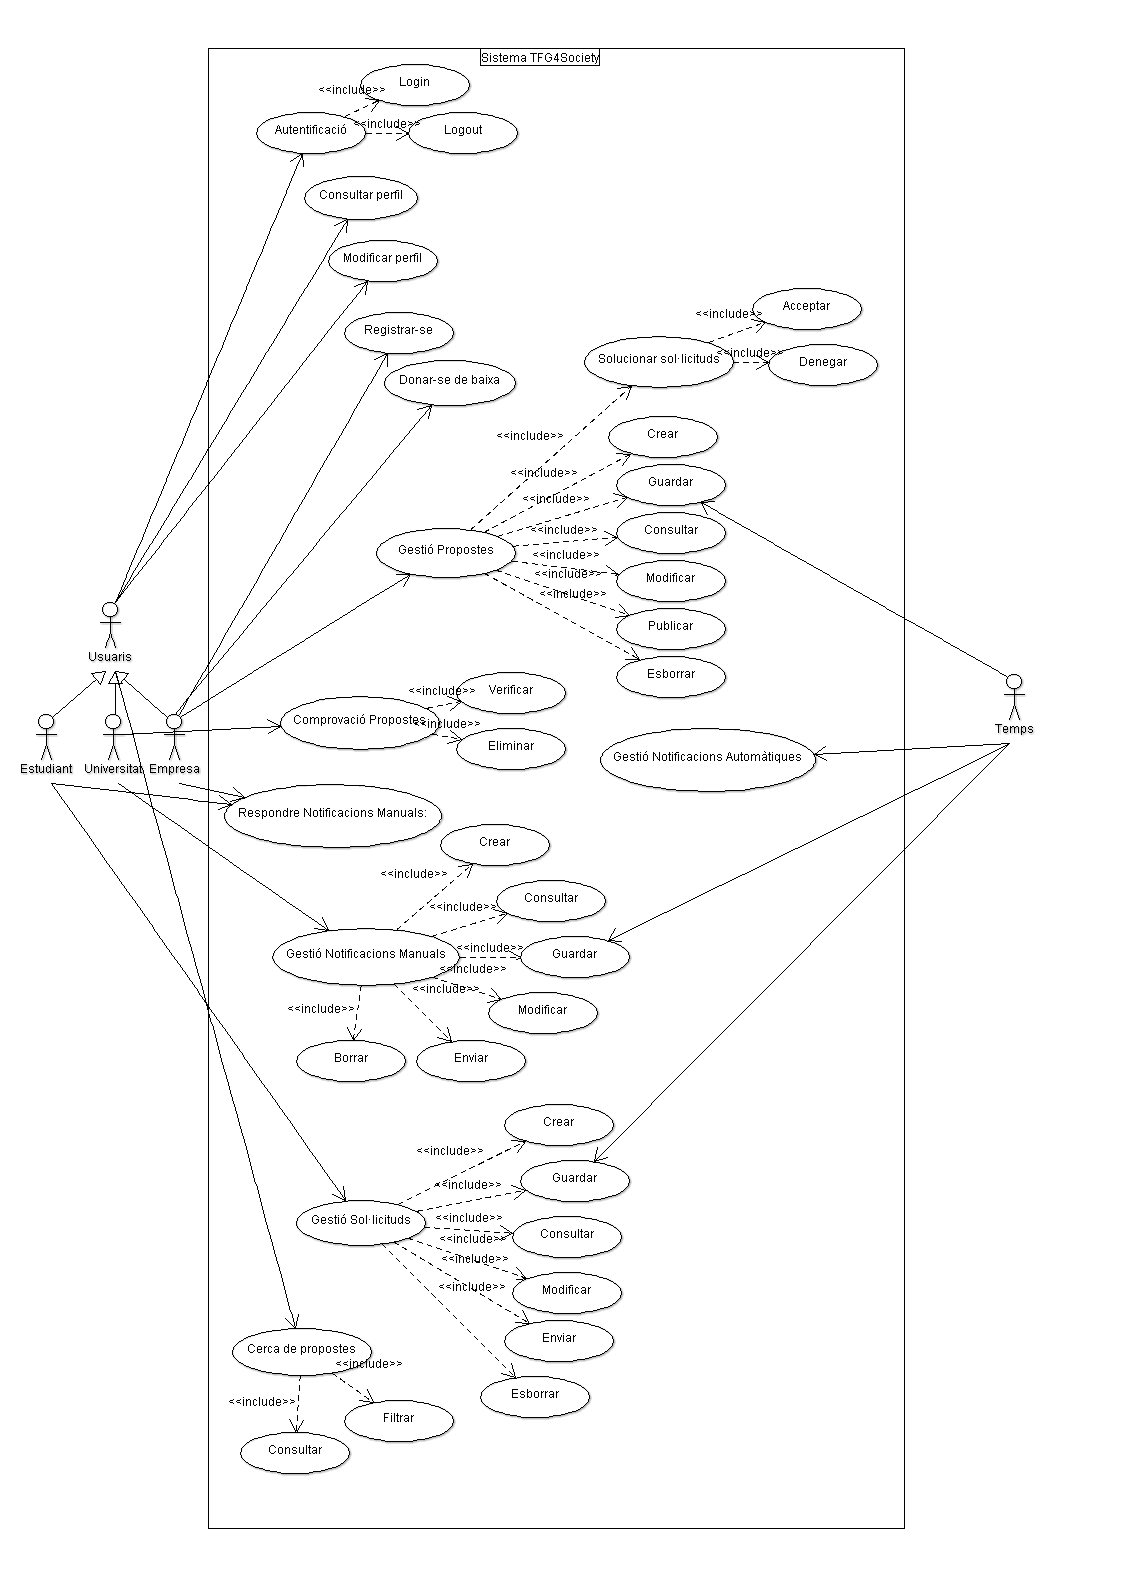 Sistema TFG4Society
Login
<<include>>
<<include>>
Autentificació
Logout
Consultar perfil
Modificar perfil
Acceptar
<<include>>
Registrar-se
<<include>>
Solucionar sol·licituds
Denegar
Donar-se de baixa
<<include>>
Crear
<<include>>
Guardar
<<include>>
<<include>>
Consultar
Gestió Propostes
<<include>>
<<include>>
Modificar
<<include>>
Publicar
Usuaris
Esborrar
<<include>>
Verificar
Comprovació Propostes
<<include>>
Temps
Eliminar
Gestió Notificacions Automàtiques
Estudiant
Universitat
Empresa
Respondre Notificacions Manuals:
Crear
<<include>>
Consultar
<<include>>
<<include>>
Gestió Notificacions Manuals
Guardar
<<include>>
<<include>>
<<include>>
Modificar
Borrar
Enviar
Crear
<<include>>
Guardar
<<include>>
Gestió Sol·licituds
<<include>>
Consultar
<<include>>
<<include>>
<<include>>
Modificar
Enviar
Cerca de propostes
<<include>>
Esborrar
<<include>>
Filtrar
Consultar